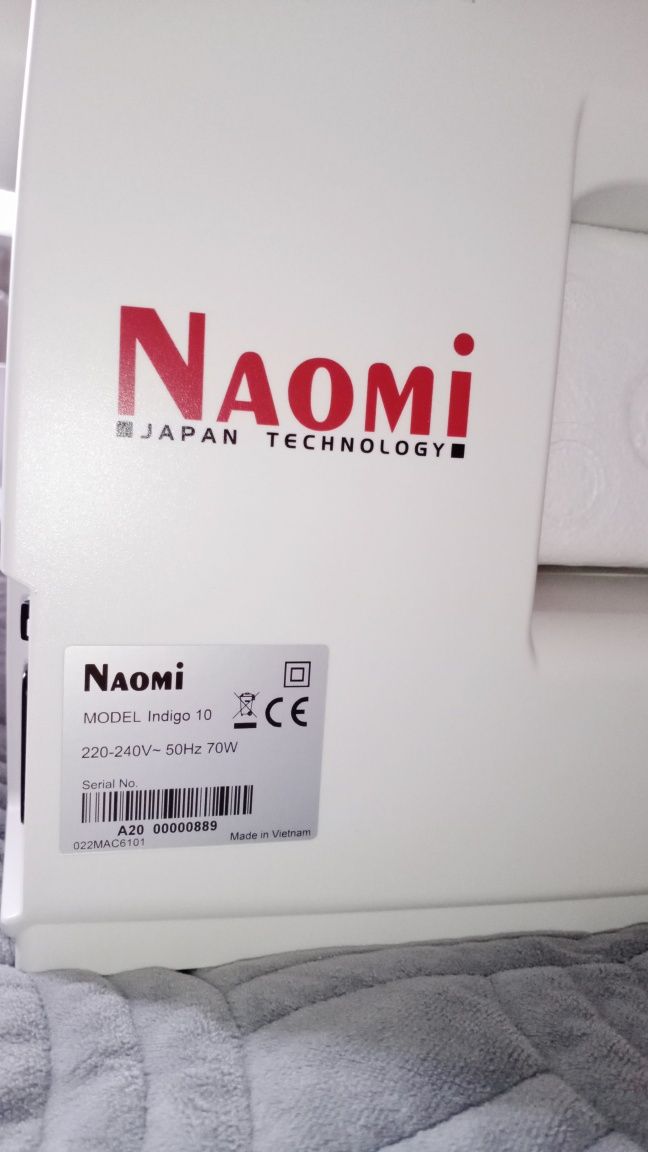 NAOMi
JAPAN TECHNOLOGY
NAOMi
MODEL Indigo 10
CE
220-240V~ 50Hz 70W
Serial No.
A20 00000889
022MAC6101
Made in Vietnam